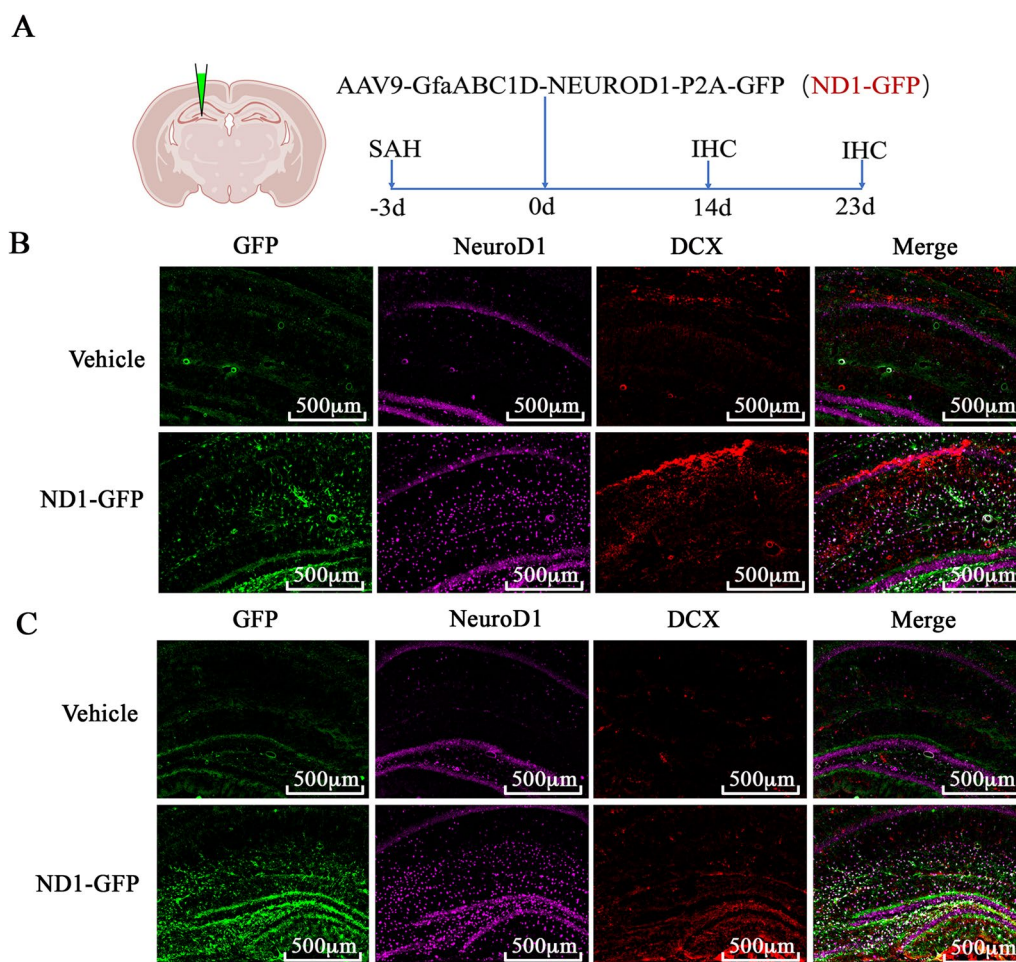 A
AAV9-GfaABC1D-NEUROD1-P2A-GFP (ND1-GFP)
SAH IHC IHC
-3d 0d 14d 23d
B
GFP NeuroD1 DCX Merge
Vehicle
500μm 500μm 500μm 500μm
ND1-GFP
500μm 500μm 500μm 500μm
C
GFP NeuroD1 DCX Merge
Vehicle
500μm 500μm 500μm 500μm
ND1-GFP
500μm 500μm 500μm 500μm